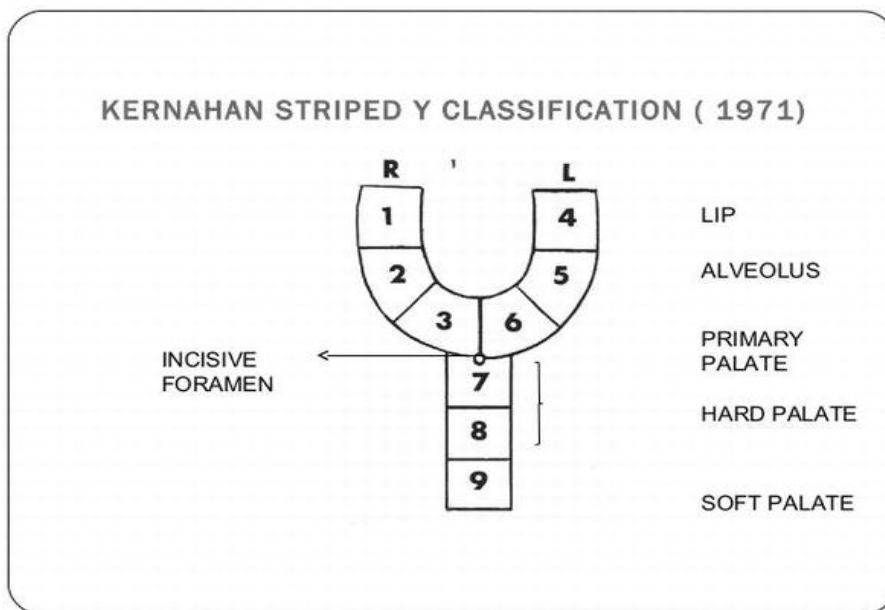 KERNAHAN STRIPED Y CLASSIFICATION ( 1971)
R ' L
1 4 LIP
2 5 ALVEOLUS
3 6 PRIMARY
PALATE
INCISIVE
FORAMEN
7
HARD PALATE
8
9
SOFT PALATE